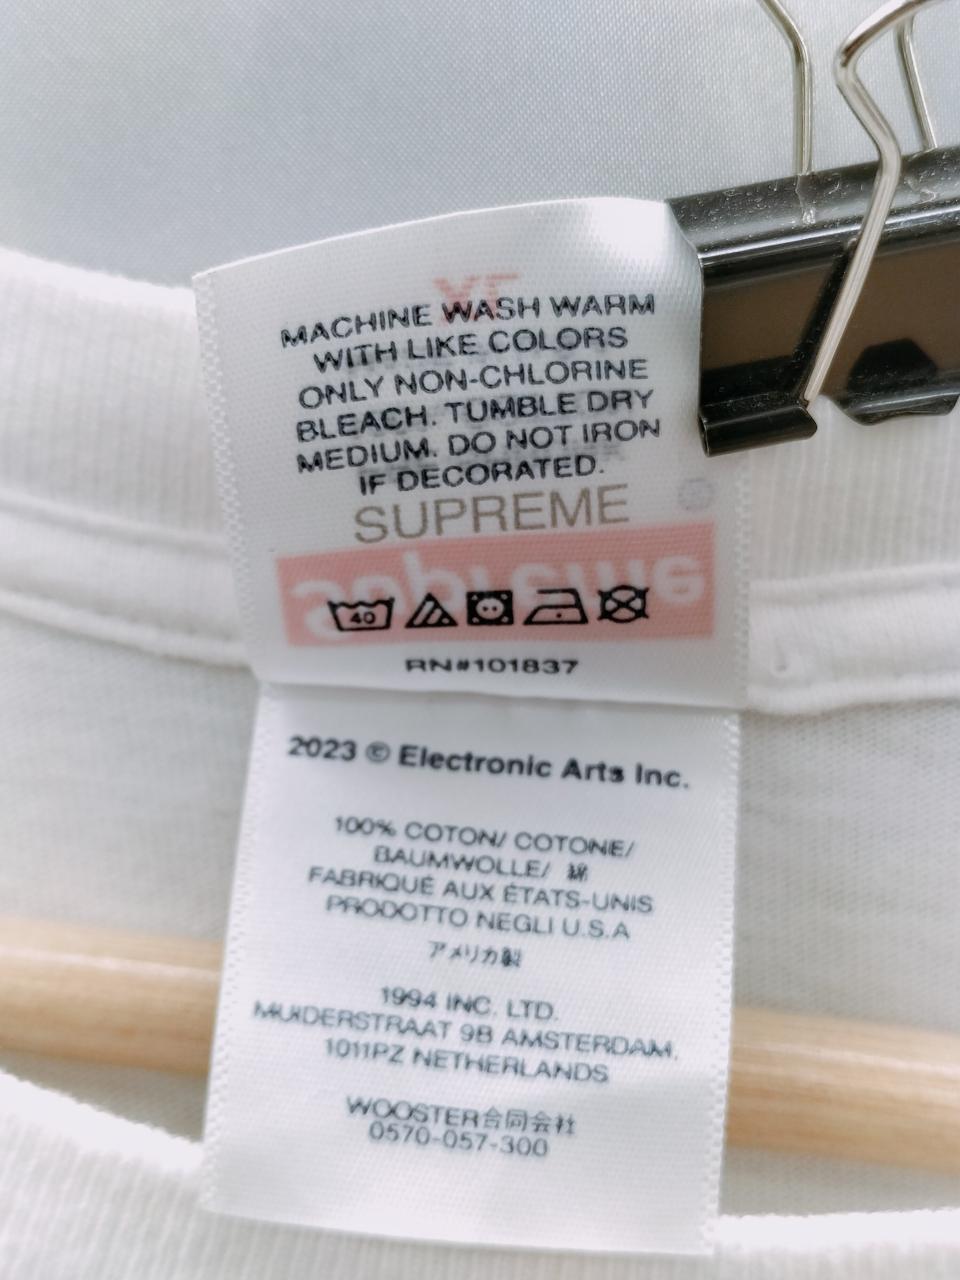 XL
MACHINE WASH WARM
WITH LIKE COLORS
ONLY NON-CHLORINE
BLEACH. TUMBLE DRY
MEDIUM. DO NOT IRON
IF DECORATED.
SUPREME
Supreme
40
RN#101837
2023 © Electronic Arts Inc.
100% COTON/ COTONE/
BAUMWOLLE/ 綿
FABRIQUÉ AUX ÉTATS-UNIS
PRODOTTO NEGLI U.S.A
アメリカ製
1994 INC. LTD.
MUIDERSTRAAT 9B AMSTERDAM,
1011PZ NETHERLANDS
WOOSTER合同会社
0570-057-300